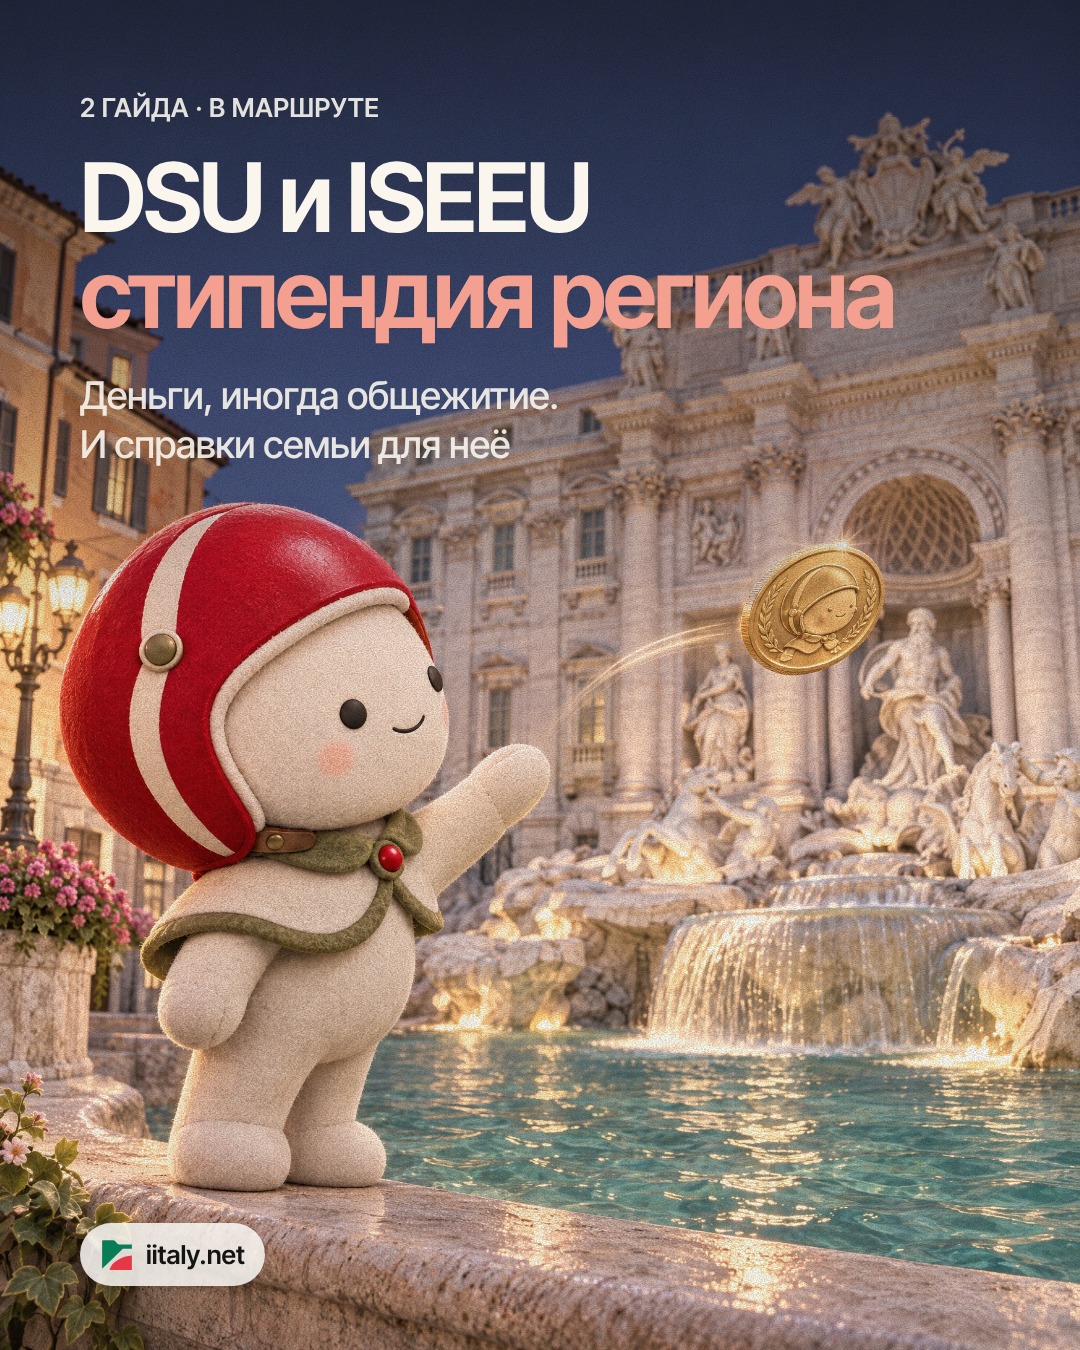 2 ГАЙДА · В МАРШРУТЕ
DSU и ISEEU
стипендия региона
Деньги, иногда общежитие.
И справки семьи для неё
iitaly.net